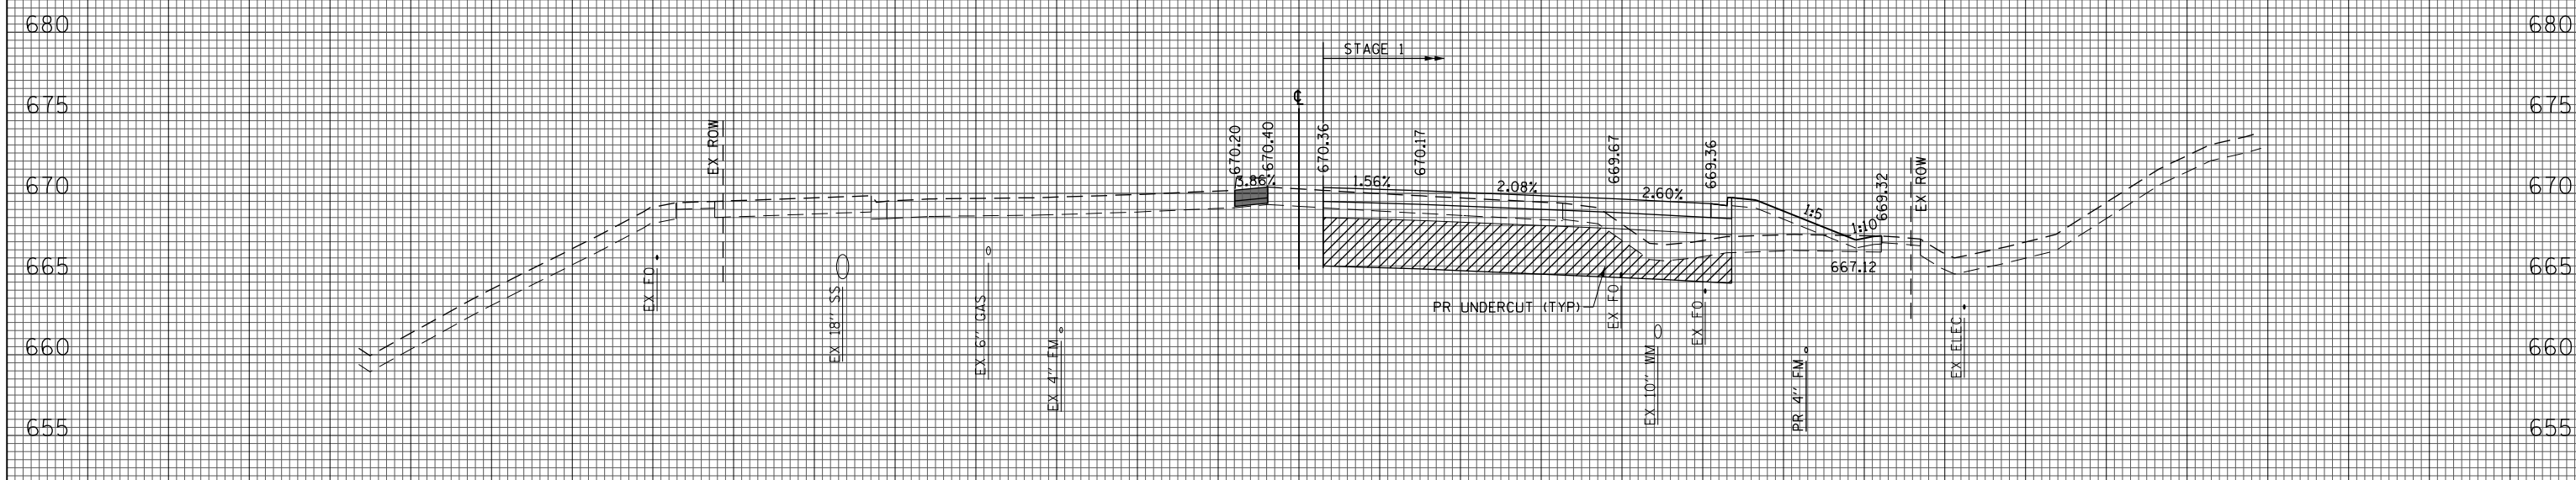 680 680
STAGE 1
675 ℄ 675
EX ROW 670.20 670.40 670.36 670.17 669.67 669.36 669.32 EX ROW
670 3.86% 1.56% 2.08% 2.60% 670
1:5 1:10
665 667.12 665
EX FO EX 18" SS EX 6" GAS EX 4" FM PR UNDERCUT (TYP) EX FO EX 10" WM EX FO PR 4" FM EX ELEC
660 660
655 655